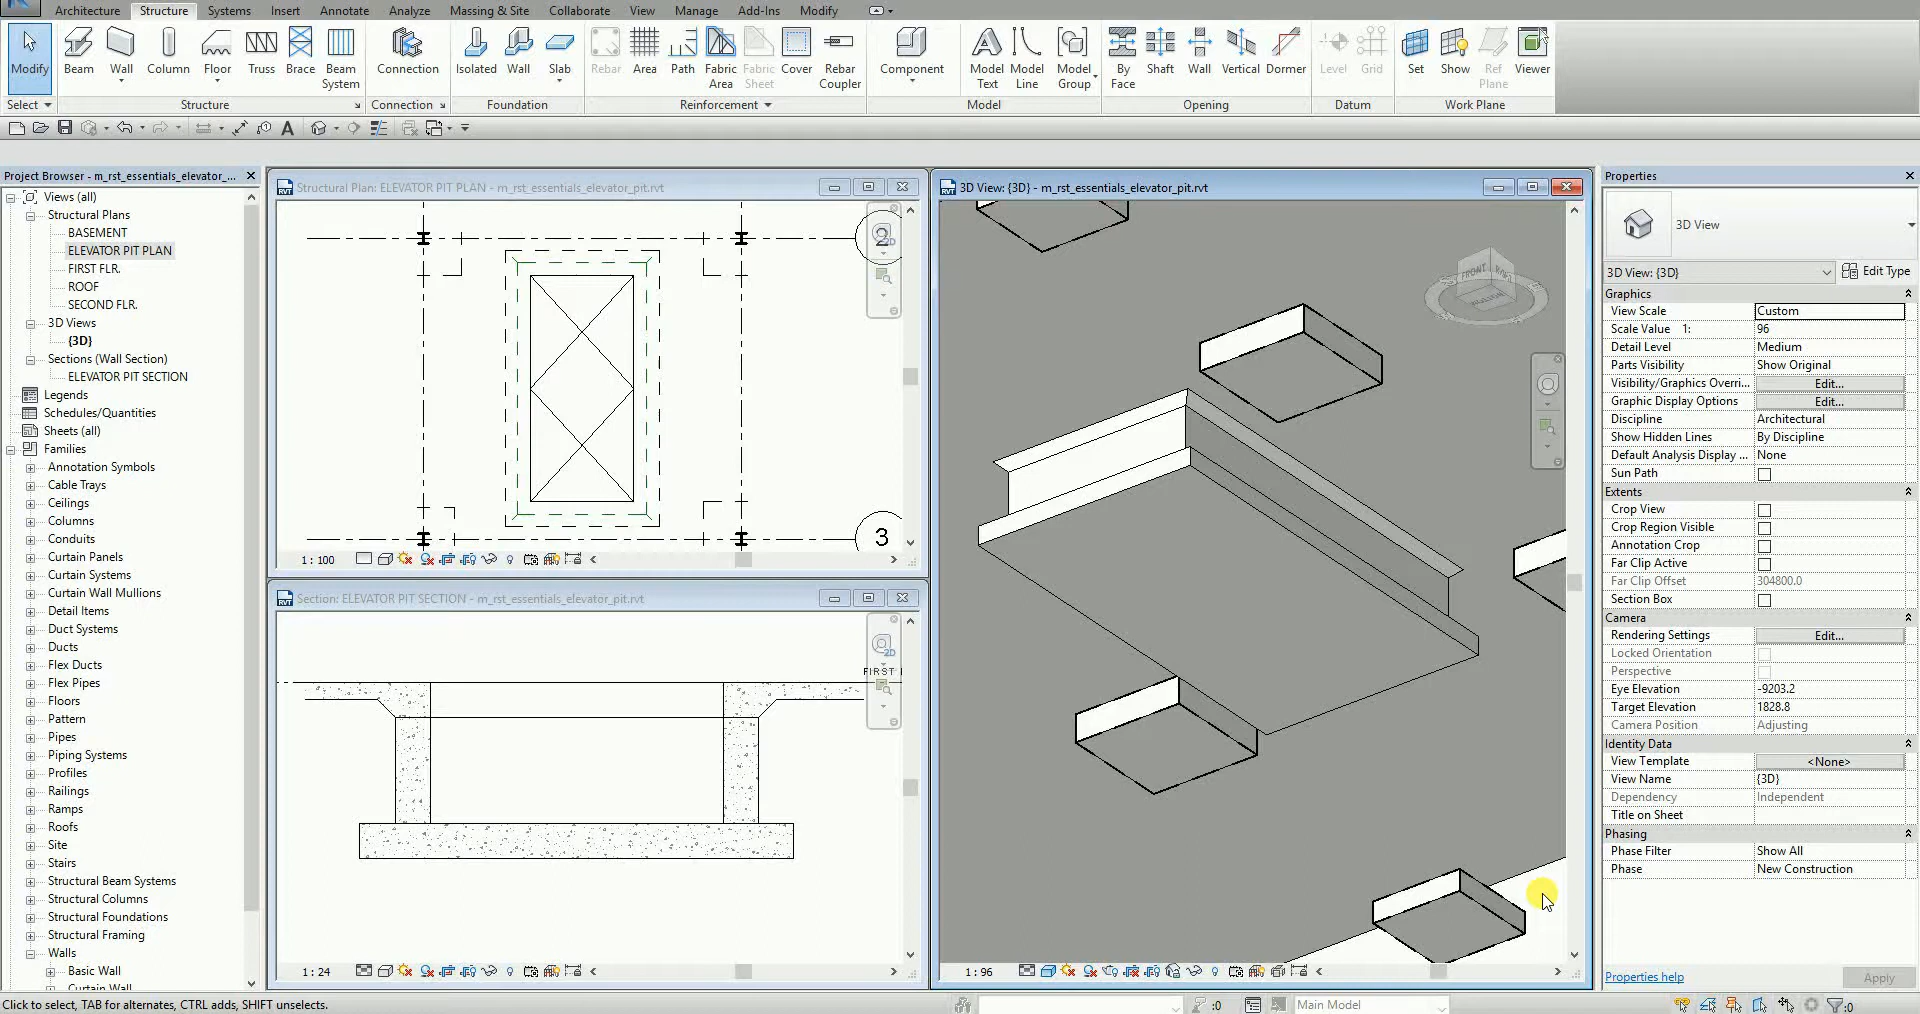 Architecture Structure Systems Insert Annotate Analyze Massing & Site Collaborate View Manage Add-Ins Modify
Modify Beam Wall Column Floor Truss Brace Beam System Connection Isolated Wall Slab Rebar Area Path Fabric Area Fabric Sheet Cover Rebar Coupler Component Model Text Model Line Model Group By Face Shaft Wall Vertical Dormer Level Grid Set Show Ref Plane Viewer
Select Structure Connection Foundation Reinforcement Model Opening Datum Work Plane
Project Browser - m_rst_essentials_elevator_...
Views (all)
Structural Plans
BASEMENT
ELEVATOR PIT PLAN
FIRST FLR.
ROOF
SECOND FLR.
3D Views
{3D}
Sections (Wall Section)
ELEVATOR PIT SECTION
Legends
Schedules/Quantities
Sheets (all)
Families
Annotation Symbols
Cable Trays
Ceilings
Columns
Conduits
Curtain Panels
Curtain Systems
Curtain Wall Mullions
Detail Items
Duct Systems
Ducts
Flex Ducts
Flex Pipes
Floors
Pattern
Pipes
Piping Systems
Profiles
Railings
Ramps
Roofs
Site
Stairs
Structural Beam Systems
Structural Columns
Structural Foundations
Structural Framing
Walls
Basic Wall
Curtain Wall
Structural Plan: ELEVATOR PIT PLAN - m_rst_essentials_elevator_pit.rvt
2
3
1 : 100
Section: ELEVATOR PIT SECTION - m_rst_essentials_elevator_pit.rvt
FIRST
1 : 24
3D View: {3D} - m_rst_essentials_elevator_pit.rvt
FRONT
1 : 96
Properties
3D View
3D View: {3D} Edit Type
Graphics
View Scale Custom
Scale Value 1: 96
Detail Level Medium
Parts Visibility Show Original
Visibility/Graphics Overri... Edit...
Graphic Display Options Edit...
Discipline Architectural
Show Hidden Lines By Discipline
Default Analysis Display ... None
Sun Path
Extents
Crop View
Crop Region Visible
Annotation Crop
Far Clip Active
Far Clip Offset 304800.0
Section Box
Camera
Rendering Settings Edit...
Locked Orientation
Perspective
Eye Elevation -9203.2
Target Elevation 1828.8
Camera Position Adjusting
Identity Data
View Template <None>
View Name {3D}
Dependency Independent
Title on Sheet
Phasing
Phase Filter Show All
Phase New Construction
Properties help Apply
Click to select, TAB for alternates, CTRL adds, SHIFT unselects. :0 Main Model :0